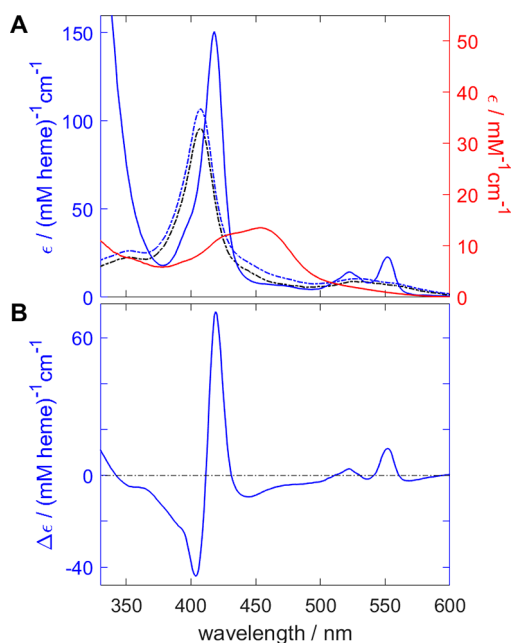 A
150
100
50
0
ϵ / (mM heme)⁻¹cm⁻¹
50
40
30
20
10
0
ϵ / mM⁻¹cm⁻¹
B
40
0
-40
Δϵ / (mM heme)⁻¹cm⁻¹
350 400 450 500 550 600
wavelength / nm